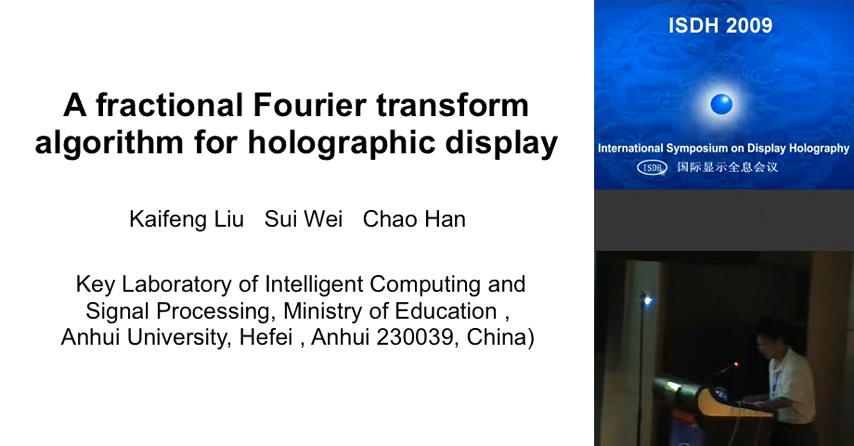 A fractional Fourier transform
algorithm for holographic display
Kaifeng Liu Sui Wei Chao Han
Key Laboratory of Intelligent Computing and
Signal Processing, Ministry of Education ,
Anhui University, Hefei , Anhui 230039, China)
ISDH 2009
International Symposium on Display Holography
ISDH 国际显示全息会议